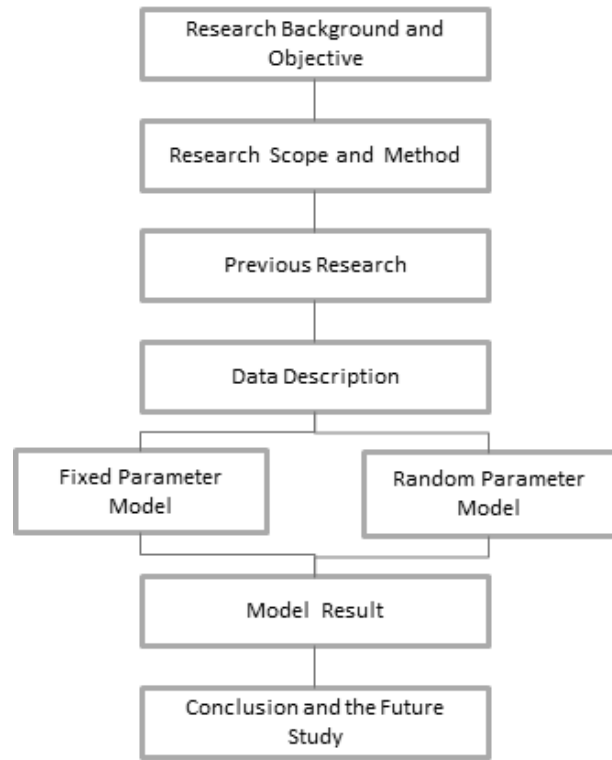 Research Background and
Objective
Research Scope and Method
Previous Research
Data Description
Fixed Parameter
Model
Random Parameter
Model
Model Result
Conclusion and the Future
Study